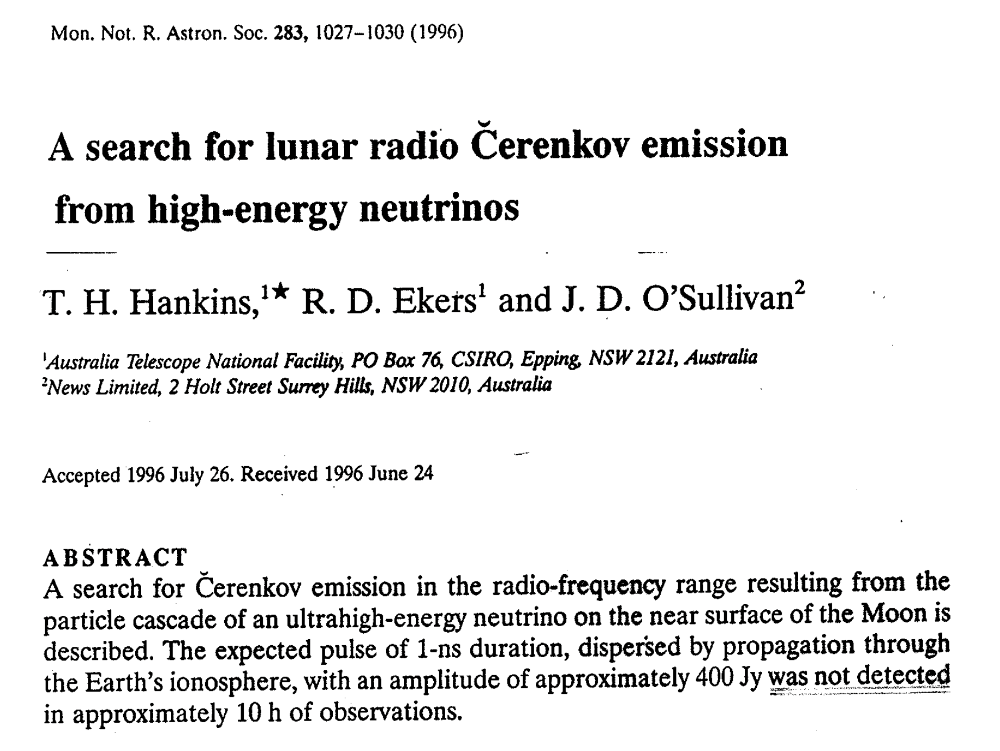 Mon. Not. R. Astron. Soc. 283, 1027–1030 (1996)
A search for lunar radio Čerenkov emission
from high-energy neutrinos
T. H. Hankins,¹★ R. D. Ekers¹ and J. D. O’Sullivan²
¹Australia Telescope National Facility, PO Box 76, CSIRO, Epping, NSW 2121, Australia
²News Limited, 2 Holt Street Surrey Hills, NSW 2010, Australia
Accepted 1996 July 26. Received 1996 June 24
ABSTRACT
A search for Čerenkov emission in the radio-frequency range resulting from the
particle cascade of an ultrahigh-energy neutrino on the near surface of the Moon is
described. The expected pulse of 1-ns duration, dispersed by propagation through
the Earth’s ionosphere, with an amplitude of approximately 400 Jy was not detected
in approximately 10 h of observations.